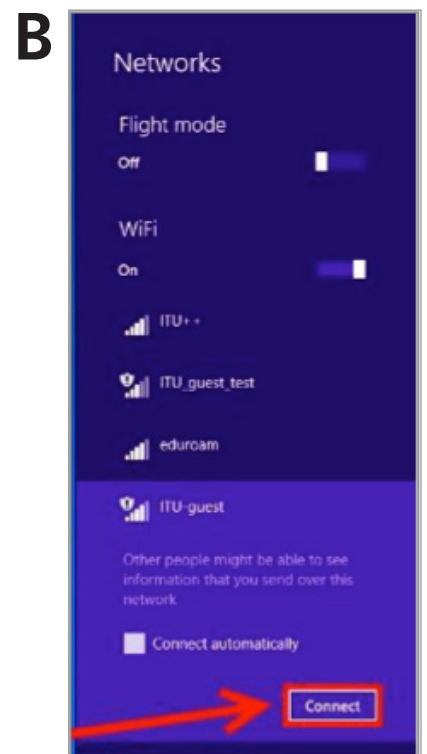 B
Networks
Flight mode
Off
WiFi
On
ITU++
ITU_guest_test
eduroam
ITU-guest
Other people might be able to see
information that you send over this
network
Connect automatically
Connect